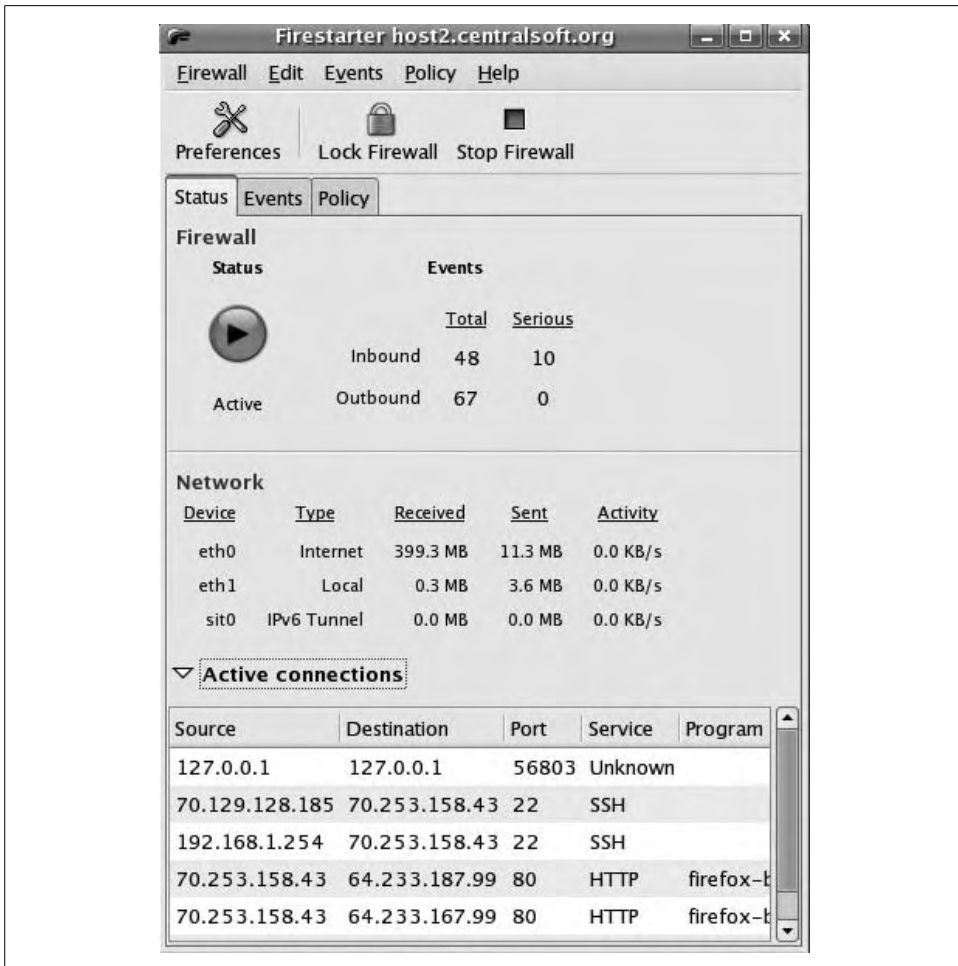 Firestarter host2.centralsoft.org
Firewall Edit Events Policy Help
Preferences Lock Firewall Stop Firewall
Status Events Policy
Firewall
Status Events
Total Serious
Inbound 48 10
Active Outbound 67 0
Network
Device Type Received Sent Activity
eth0 Internet 399.3 MB 11.3 MB 0.0 KB/s
eth1 Local 0.3 MB 3.6 MB 0.0 KB/s
sit0 IPv6 Tunnel 0.0 MB 0.0 MB 0.0 KB/s
Active connections
Source Destination Port Service Program
127.0.0.1 127.0.0.1 56803 Unknown
70.129.128.185 70.253.158.43 22 SSH
192.168.1.254 70.253.158.43 22 SSH
70.253.158.43 64.233.187.99 80 HTTP firefox-b
70.253.158.43 64.233.167.99 80 HTTP firefox-b